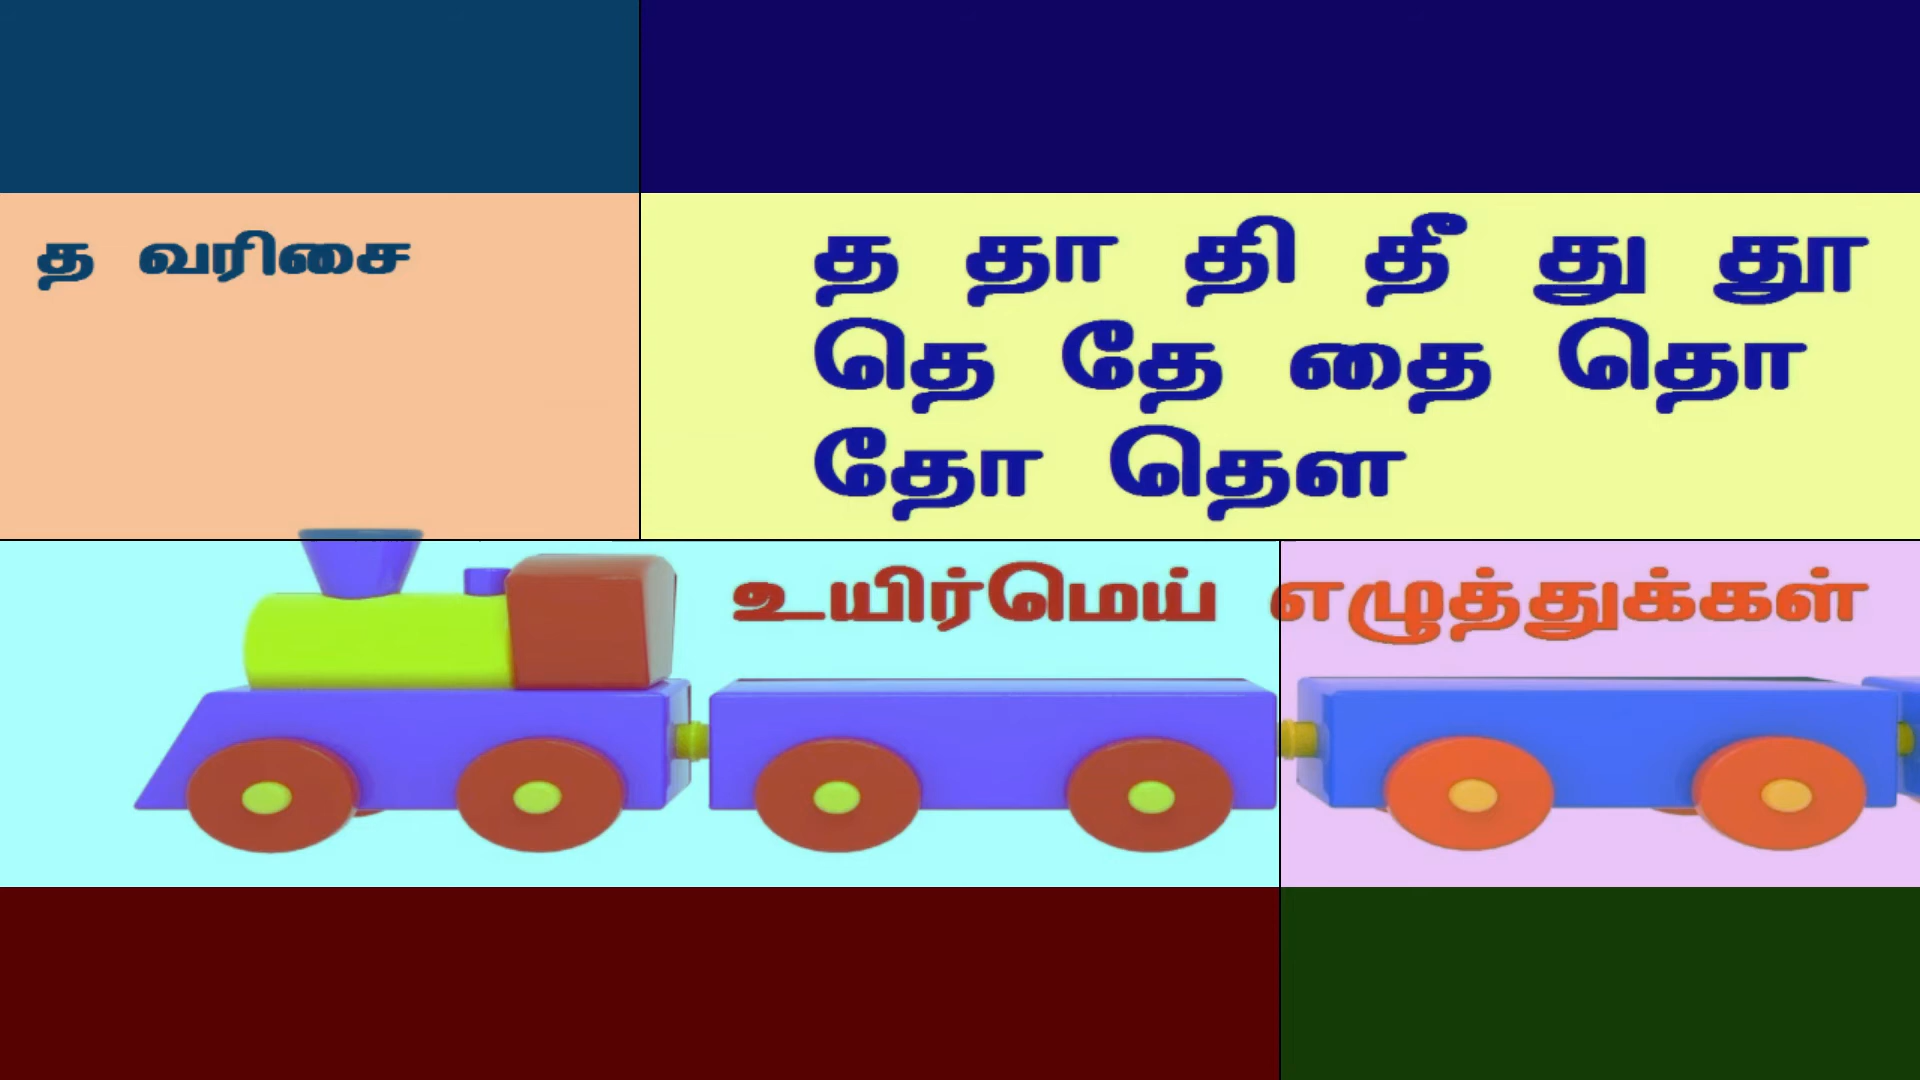 த வரிசை
த தா தி தீ து தூ
தெ தே தை தொ
தோ தௌ
உயிர்மெய் எழுத்துக்கள்